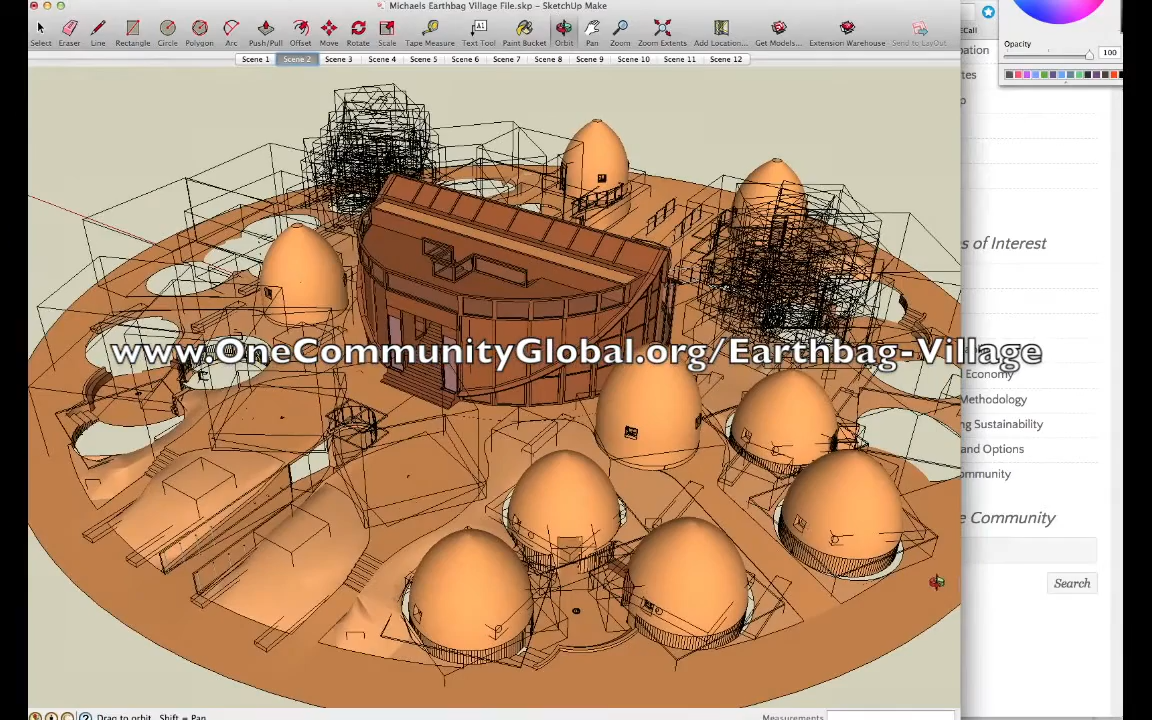 Michaels Earthbag Village File.skp - SketchUp Make
Select Eraser Line Rectangle Circle Polygon Arc Push/Pull Offset Move Rotate Scale Tape Measure Text Tool Paint Bucket Orbit Pan Zoom Zoom Extents Add Location... Get Models... Extension Warehouse Send to LayOut
Scene 1 Scene 2 Scene 3 Scene 4 Scene 5 Scene 6 Scene 7 Scene 8 Scene 9 Scene 10 Scene 11 Scene 12
Opacity
100
s of Interest
www.OneCommunityGlobal.org/Earthbag-Village
Economy
Methodology
ng Sustainability
and Options
ommunity
e Community
Search
Drag to orbit. Shift = Pan
Measurements